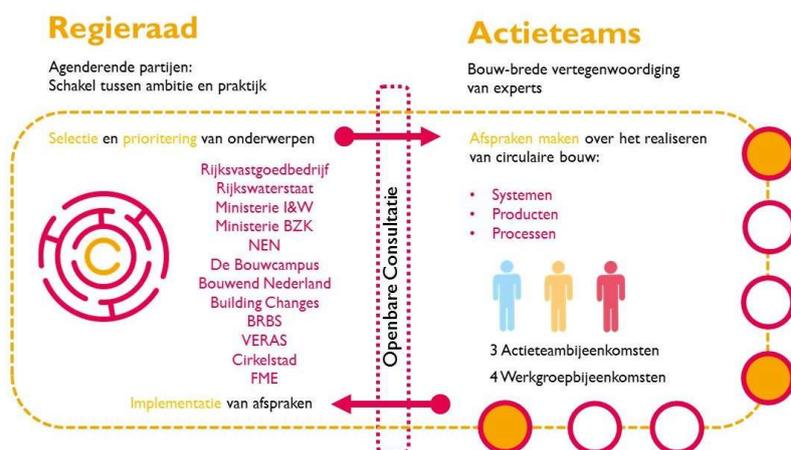 Regieraad
Agenderende partijen:
Schakel tussen ambitie en praktijk
Selectie en prioritering van onderwerpen
Rijksvastgoedbedrijf
Rijkswaterstaat
Ministerie I&W
Ministerie BZK
NEN
De Bouwcampus
Bouwend Nederland
Building Changes
BRBS
VERAS
Cirkelstad
FME
Implementatie van afspraken
Openbare Consultatie
Actieteams
Bouw-brede vertegenwoordiging
van experts
Afspraken maken over het realiseren
van circulaire bouw:
• Systemen
• Producten
• Processen
3 Actieteambijeenkomsten
4 Werkgroepbijeenkomsten